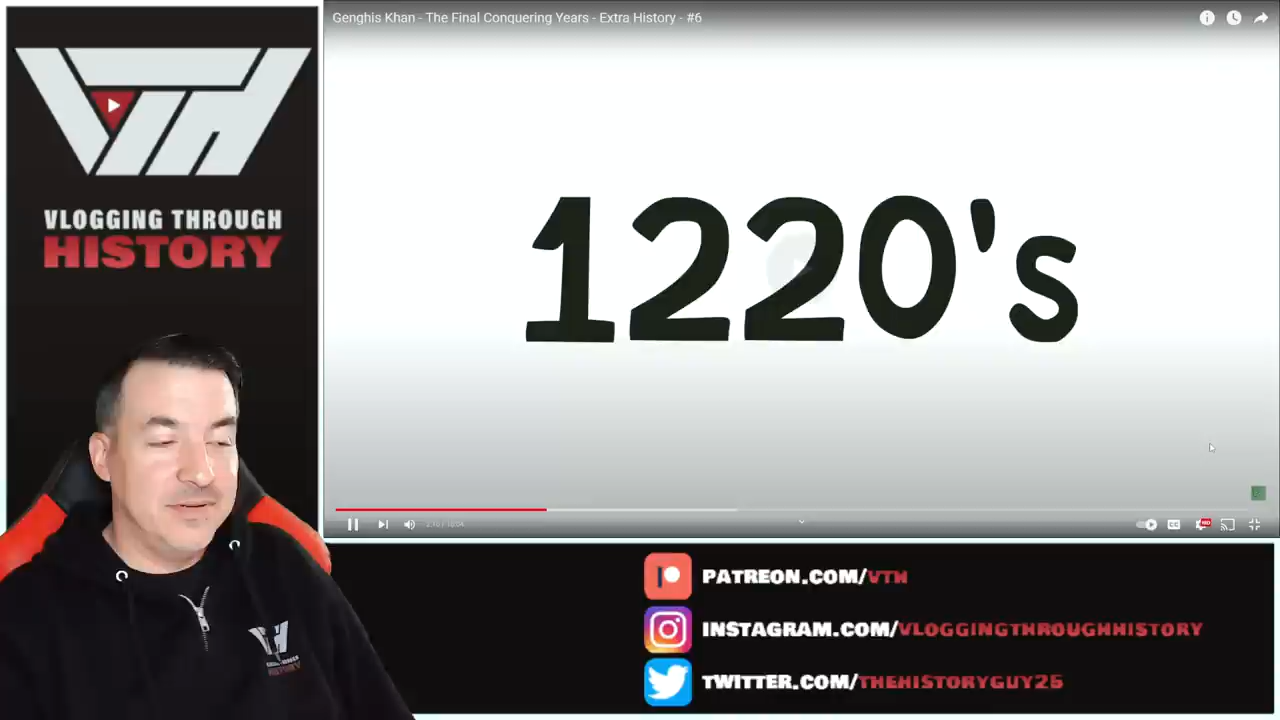 Genghis Khan - The Final Conquering Years - Extra History - #6
VTH
VLOGGING THROUGH
HISTORY
1220's
PATREON.COM/VTH
INSTAGRAM.COM/VLOGGINGTHROUGHHISTORY
TWITTER.COM/THEHISTORYGUY25